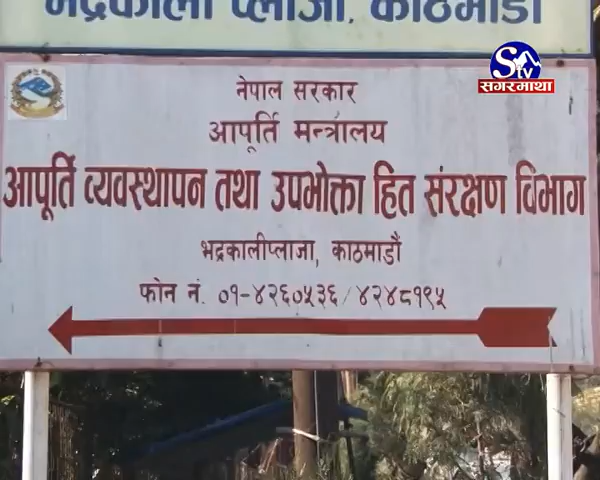 भद्रकाली प्लाजा, काठमाडौं
STV
सगरमाथा
नेपाल सरकार
आपूर्ति मन्त्रालय
आपूर्ति व्यवस्थापन तथा उपभोक्ता हित संरक्षण विभाग
भद्रकालीप्लाजा, काठमाडौं
फोन नं. ०१-४२६०५३६/४२४८१९५